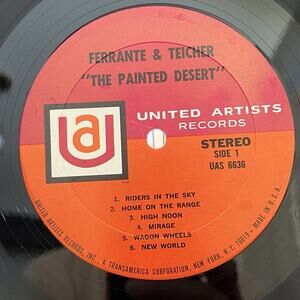 FERRANTE & TEICHER
"THE PAINTED DESERT"
ua
UNITED ARTISTS
RECORDS
STEREO
SIDE 1
UAS 6636
TM
1. RIDERS IN THE SKY
2. HOME ON THE RANGE
3. HIGH NOON
4. MIRAGE
5. WAGON WHEELS
6. NEW WORLD
UNITED ARTISTS RECORDS, INC., A TRANSAMERICA CORPORATION, NEW YORK, N.Y. 10019 - MADE IN U.S.A.